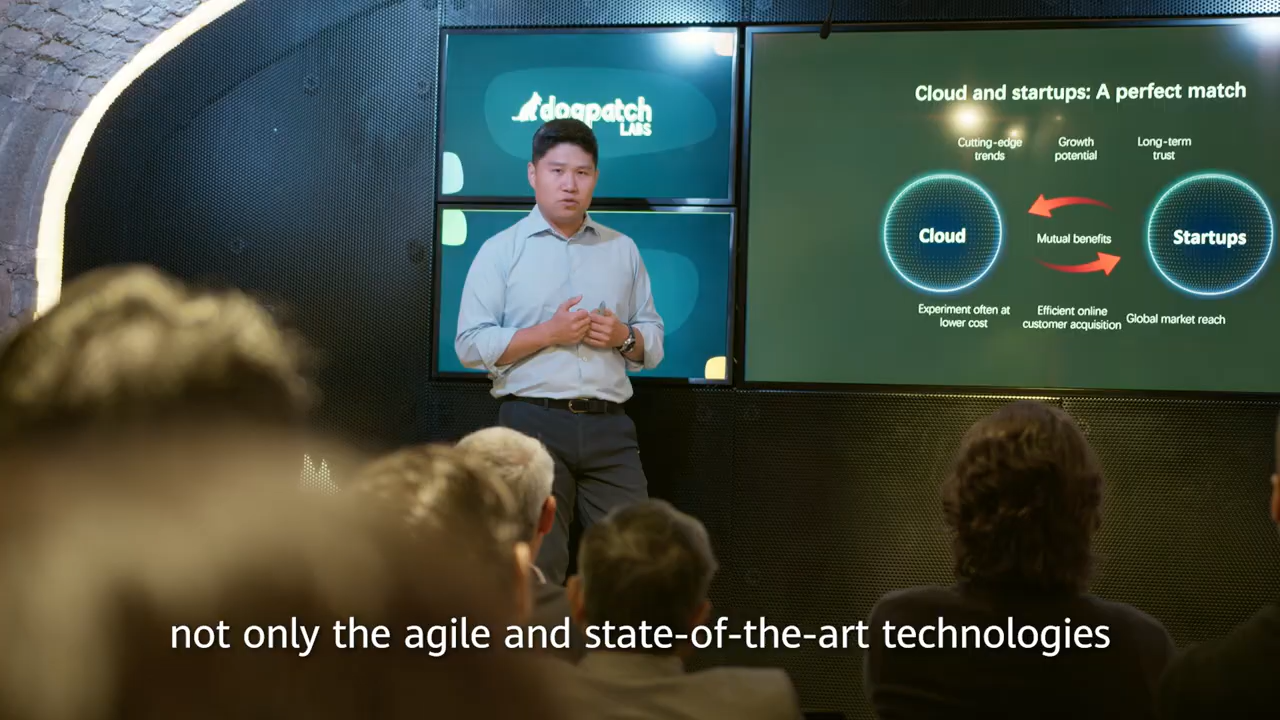 dogpatch
LABS
Cloud and startups: A perfect match
Cutting-edge
trends
Growth
potential
Long-term
trust
Cloud
Mutual benefits
Startups
Experiment often at
lower cost
Efficient online
customer acquisition
Global market reach
not only the agile and state-of-the-art technologies